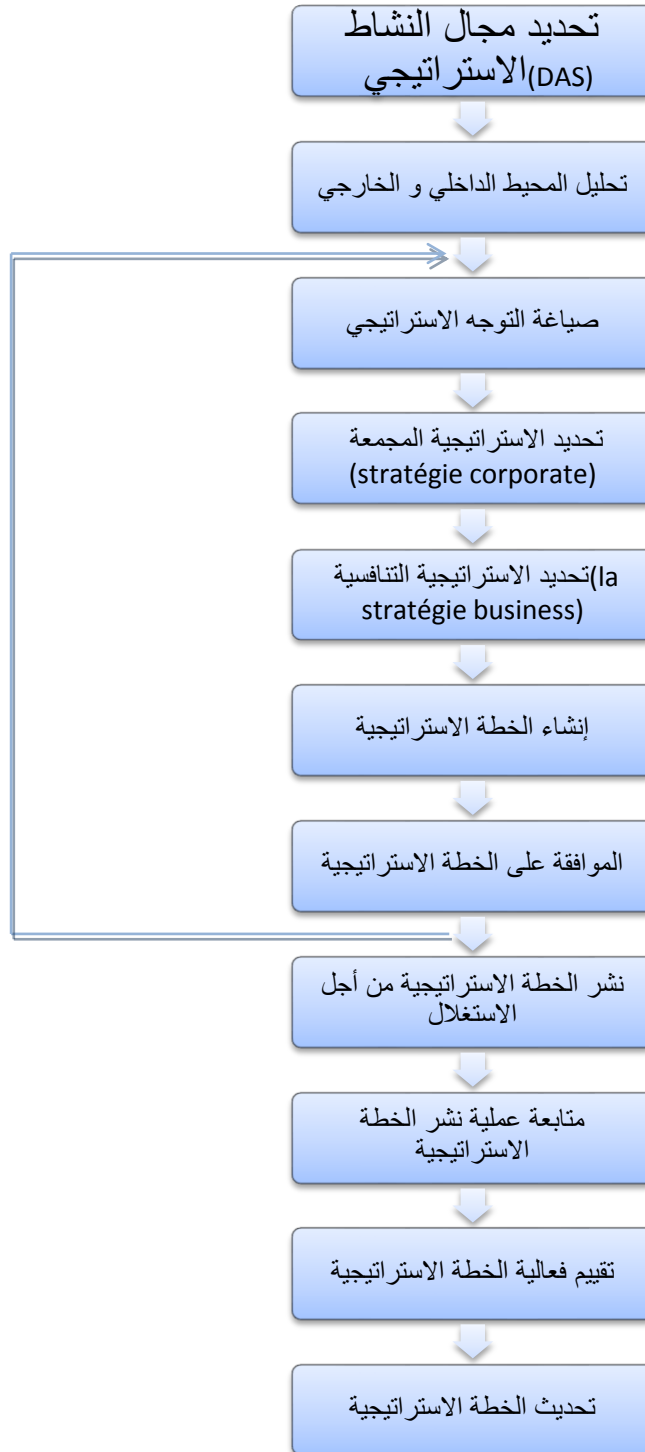 تحديد مجال النشاط
الاستراتيجي(DAS)
تحليل المحيط الداخلي و الخارجي
صياغة التوجه الاستراتيجي
تحديد الاستراتيجية المجمعة
(stratégie corporate)
تحديد الاستراتيجية التنافسية(la
stratégie business)
إنشاء الخطة الاستراتيجية
الموافقة على الخطة الاستراتيجية
نشر الخطة الاستراتيجية من أجل
الاستغلال
متابعة عملية نشر الخطة
الاستراتيجية
تقييم فعالية الخطة الاستراتيجية
تحديث الخطة الاستراتيجية